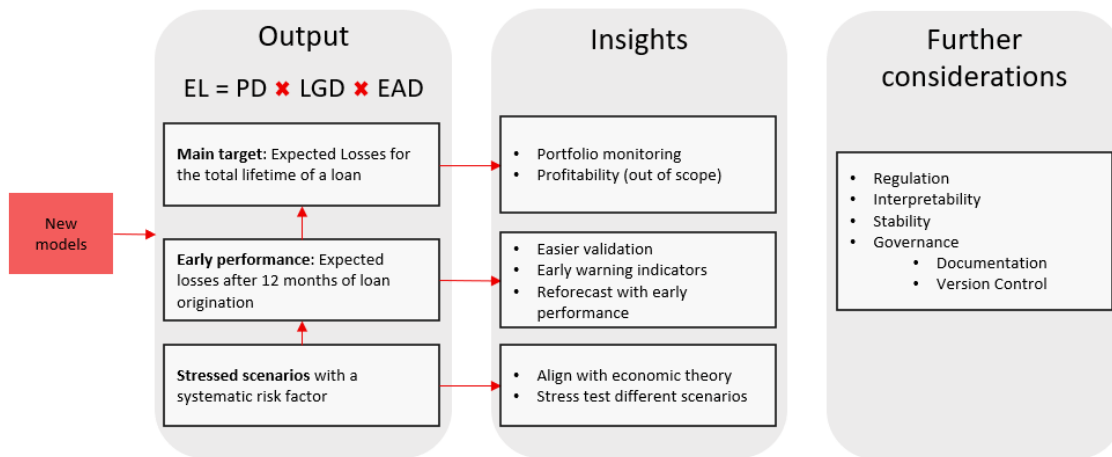 Output
EL = PD ✖ LGD ✖ EAD
New
models
Main target: Expected Losses for
the total lifetime of a loan
Early performance: Expected
losses after 12 months of loan
origination
Stressed scenarios with a
systematic risk factor
Insights
• Portfolio monitoring
• Profitability (out of scope)
• Easier validation
• Early warning indicators
• Reforecast with early
performance
• Align with economic theory
• Stress test different scenarios
Further
considerations
• Regulation
• Interpretability
• Stability
• Governance
• Documentation
• Version Control